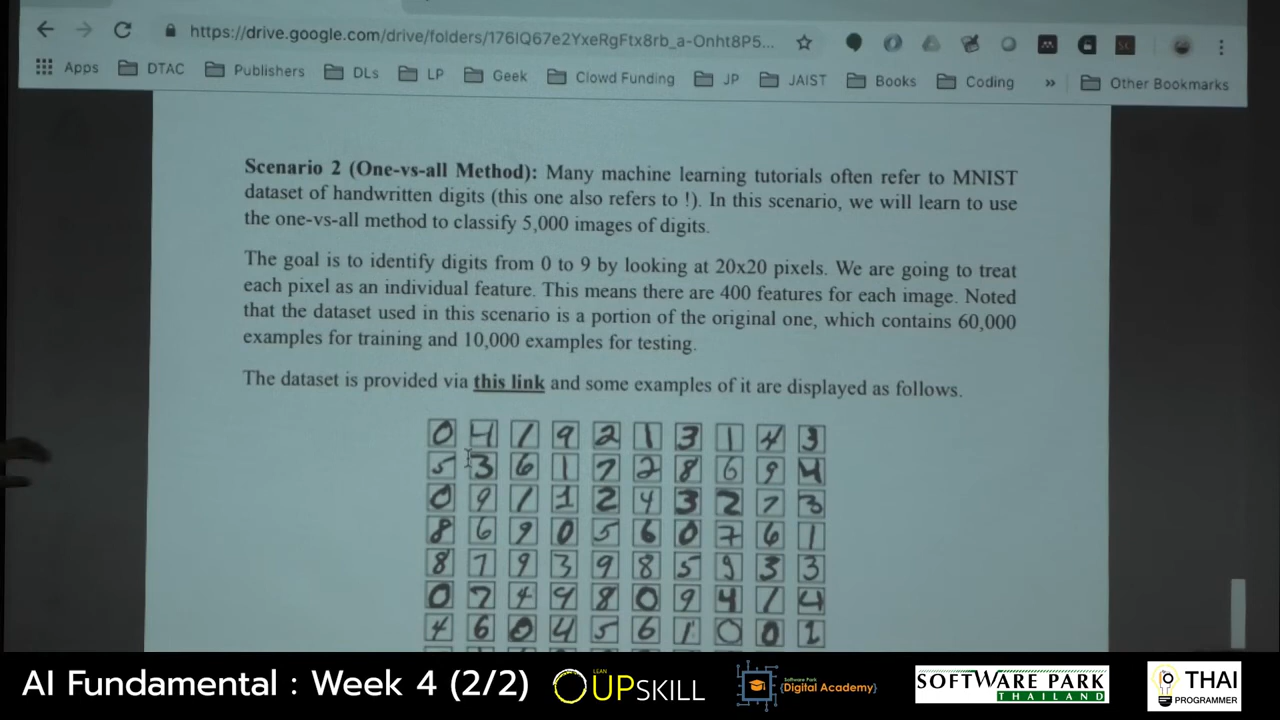 https://drive.google.com/drive/folders/176IQ67e2YxeRgFtx8rb_a-Onht8P5...
Apps DTAC Publishers DLs LP Geek Clowd Funding JP JAIST Books Coding » Other Bookmarks
Scenario 2 (One-vs-all Method): Many machine learning tutorials often refer to MNIST
dataset of handwritten digits (this one also refers to !). In this scenario, we will learn to use
the one-vs-all method to classify 5,000 images of digits.
The goal is to identify digits from 0 to 9 by looking at 20x20 pixels. We are going to treat
each pixel as an individual feature. This means there are 400 features for each image. Noted
that the dataset used in this scenario is a portion of the original one, which contains 60,000
examples for training and 10,000 examples for testing.
The dataset is provided via this link and some examples of it are displayed as follows.
0 4 1 9 2 1 3 1 4 3
5 3 6 1 7 2 8 6 9 4
0 9 1 1 2 4 3 2 7 3
8 6 9 0 5 6 0 7 6 1
8 7 9 3 9 8 5 9 3 3
0 7 4 9 8 0 9 4 1 4
4 6 0 4 5 6 1 0 0 1
AI Fundamental : Week 4 (2/2)
LEAN
UPSKILL
Software Park
{Digital Academy}
SOFTWARE PARK
THAILAND
THAI
PROGRAMMER